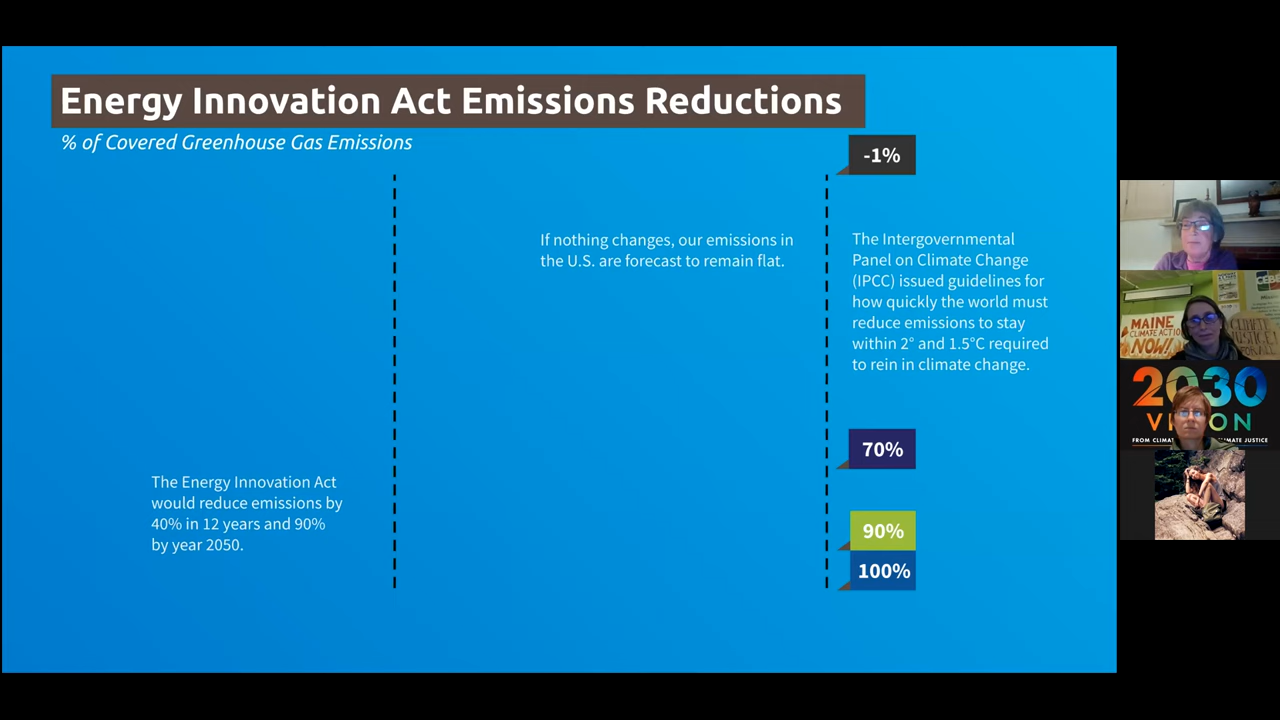 Energy Innovation Act Emissions Reductions
% of Covered Greenhouse Gas Emissions
-1%
If nothing changes, our emissions in
the U.S. are forecast to remain flat.
The Intergovernmental
Panel on Climate Change
(IPCC) issued guidelines for
how quickly the world must
reduce emissions to stay
within 2° and 1.5°C required
to rein in climate change.
70%
The Energy Innovation Act
would reduce emissions by
40% in 12 years and 90%
by year 2050.
90%
100%
MAINE
CLIMATE ACTION
NOW!
CLIMATE
JUSTICE
2030
FROM CLIMAT
IMATE JUSTICE